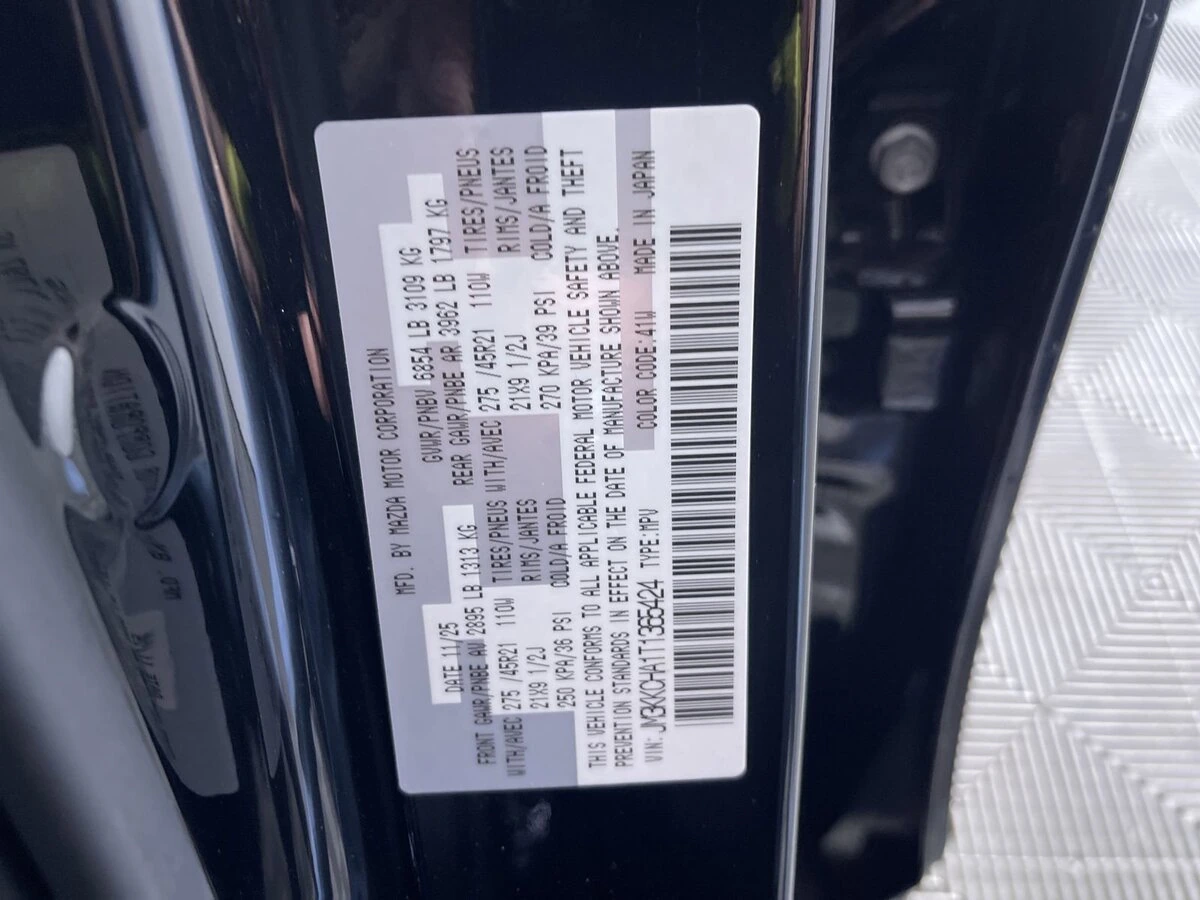 MFD. BY MAZDA MOTOR CORPORATION
DATE 11/25 GVWR/PNBV 6854 LB 3109 KG
FRONT GAWR/PNBE AV 2895 LB 1313 KG REAR GAWR/PNBE AR 3962 LB 1797 KG
WITH/AVEC 275 /45R21 110W TIRES/PNEUS WITH/AVEC 275 /45R21 110W TIRES/PNEUS
21X9 1/2J RIMS/JANTES 21X9 1/2J RIMS/JANTES
250 KPA/36 PSI COLD/A FROID 270 KPA/39 PSI COLD/A FROID
THIS VEHICLE CONFORMS TO ALL APPLICABLE FEDERAL MOTOR VEHICLE SAFETY AND THEFT
PREVENTION STANDARDS IN EFFECT ON THE DATE OF MANUFACTURE SHOWN ABOVE.
VIN: JM3KKCHA1T1365424 TYPE:MPV COLOR CODE:41W MADE IN JAPAN